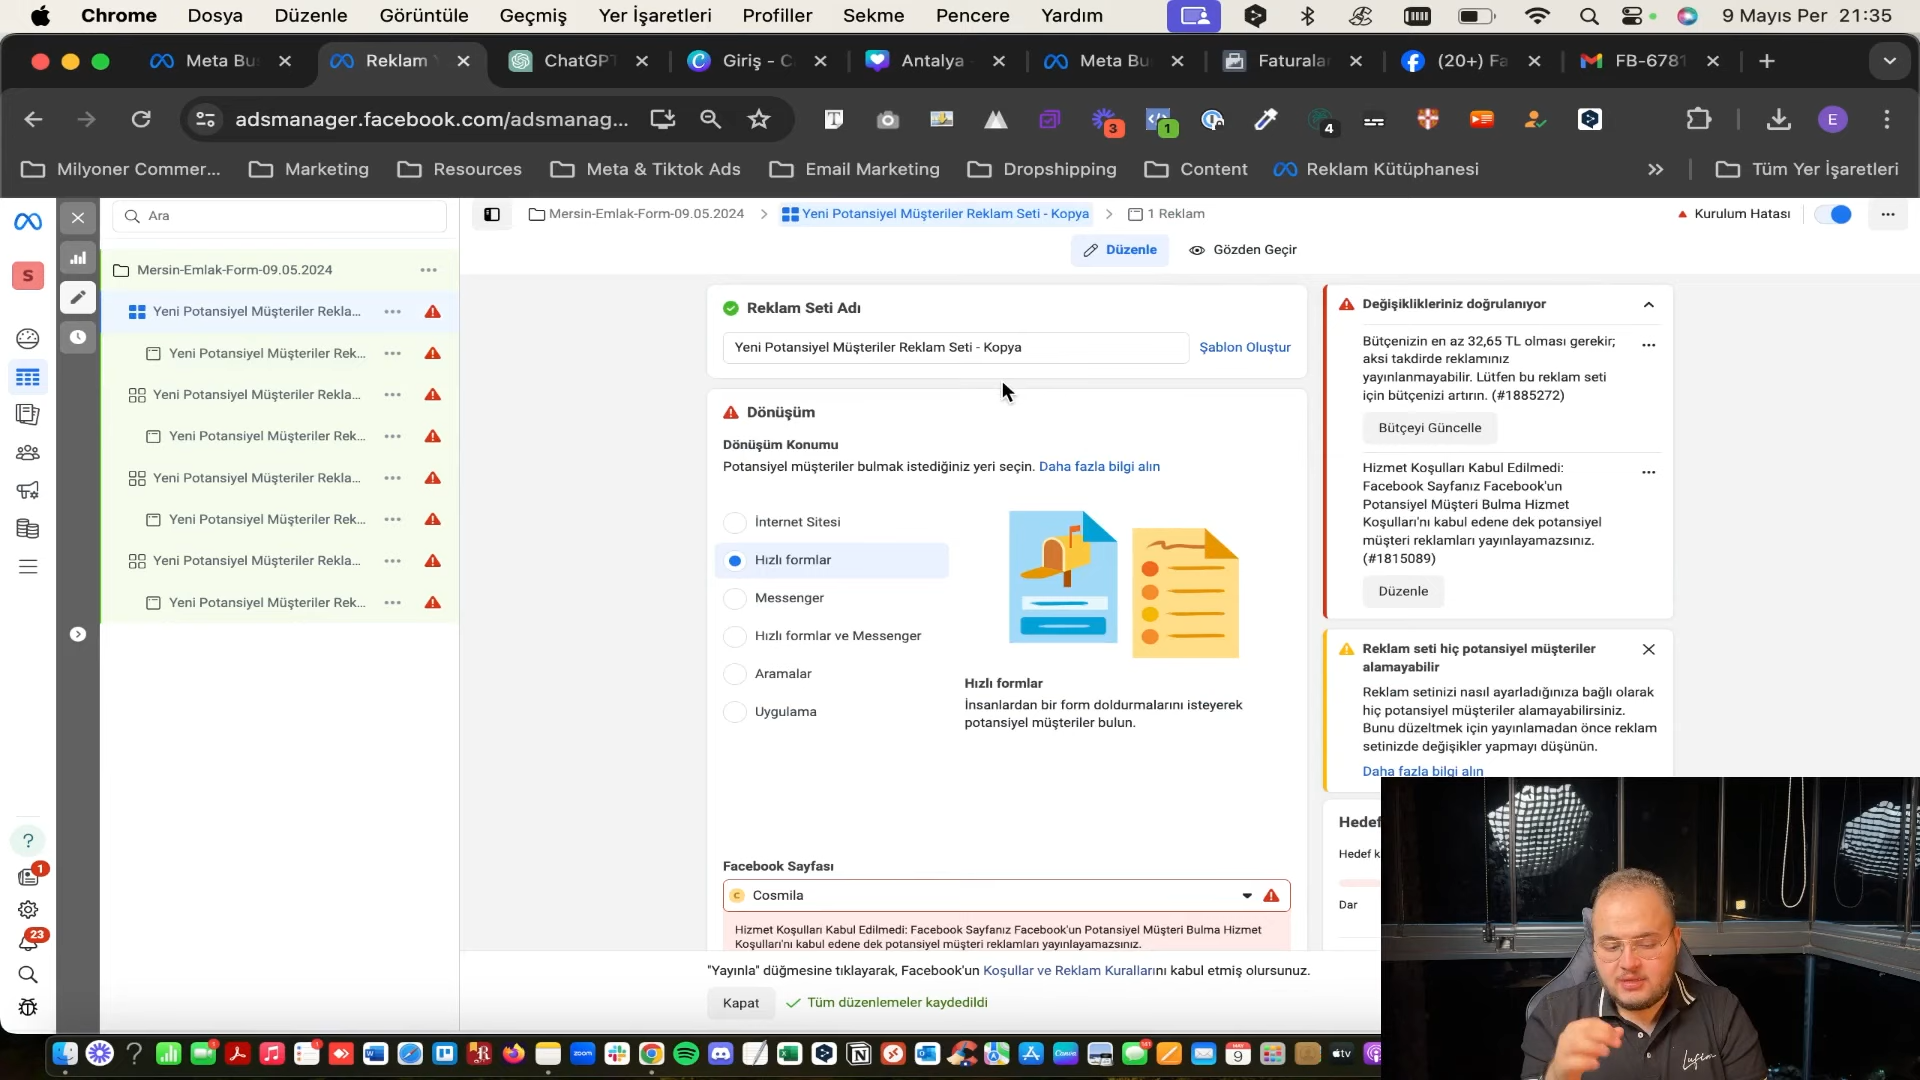 Chrome Dosya Düzenle Görüntüle Geçmiş Yer İşaretleri Profiller Sekme Pencere Yardım 9 Mayıs Per 21:35
Meta Bu Reklam ChatGPT Giriş - C Antalya Meta Bu Faturalar (20+) Fa FB-6781
adsmanager.facebook.com/adsmanag... 3 1 4 E
Milyoner Commer... Marketing Resources Meta & Tiktok Ads Email Marketing Dropshipping Content Reklam Kütüphanesi Tüm Yer İşaretleri
Ara
Mersin-Emlak-Form-09.05.2024
Yeni Potansiyel Müşteriler Rekla...
Yeni Potansiyel Müşteriler Rek...
Yeni Potansiyel Müşteriler Rekla...
Yeni Potansiyel Müşteriler Rek...
Yeni Potansiyel Müşteriler Rekla...
Yeni Potansiyel Müşteriler Rek...
Yeni Potansiyel Müşteriler Rekla...
Yeni Potansiyel Müşteriler Rek...
S
?
1
23
Mersin-Emlak-Form-09.05.2024 Yeni Potansiyel Müşteriler Reklam Seti - Kopya 1 Reklam Kurulum Hatası
Düzenle Gözden Geçir
Reklam Seti Adı
Yeni Potansiyel Müşteriler Reklam Seti - Kopya Şablon Oluştur
Dönüşüm
Dönüşüm Konumu
Potansiyel müşteriler bulmak istediğiniz yeri seçin. Daha fazla bilgi alın
İnternet Sitesi
Hızlı formlar
Messenger
Hızlı formlar ve Messenger
Aramalar
Uygulama
Hızlı formlar
İnsanlardan bir form doldurmalarını isteyerek
potansiyel müşteriler bulun.
Facebook Sayfası
C Cosmila
Hizmet Koşulları Kabul Edilmedi: Facebook Sayfanız Facebook'un Potansiyel Müşteri Bulma Hizmet
Koşulları'nı kabul edene dek potansiyel müşteri reklamları yayınlayamazsınız.
"Yayınla" düğmesine tıklayarak, Facebook'un Koşullar ve Reklam Kurallarını kabul etmiş olursunuz.
Kapat Tüm düzenlemeler kaydedildi
Değişiklikleriniz doğrulanıyor
Bütçenizin en az 32,65 TL olması gerekir;
aksi takdirde reklamınız
yayınlanmayabilir. Lütfen bu reklam seti
için bütçenizi artırın. (#1885272)
Bütçeyi Güncelle
Hizmet Koşulları Kabul Edilmedi:
Facebook Sayfanız Facebook'un
Potansiyel Müşteri Bulma Hizmet
Koşulları'nı kabul edene dek potansiyel
müşteri reklamları yayınlayamazsınız.
(#1815089)
Düzenle
Reklam seti hiç potansiyel müşteriler
alamayabilir
Reklam setinizi nasıl ayarladığınıza bağlı olarak
hiç potansiyel müşteriler alamayabilirsiniz.
Bunu düzeltmek için yayınlamadan önce reklam
setinizde değişikler yapmayı düşünün.
Daha fazla bilgi alın
Hedef
Hedef k
Dar